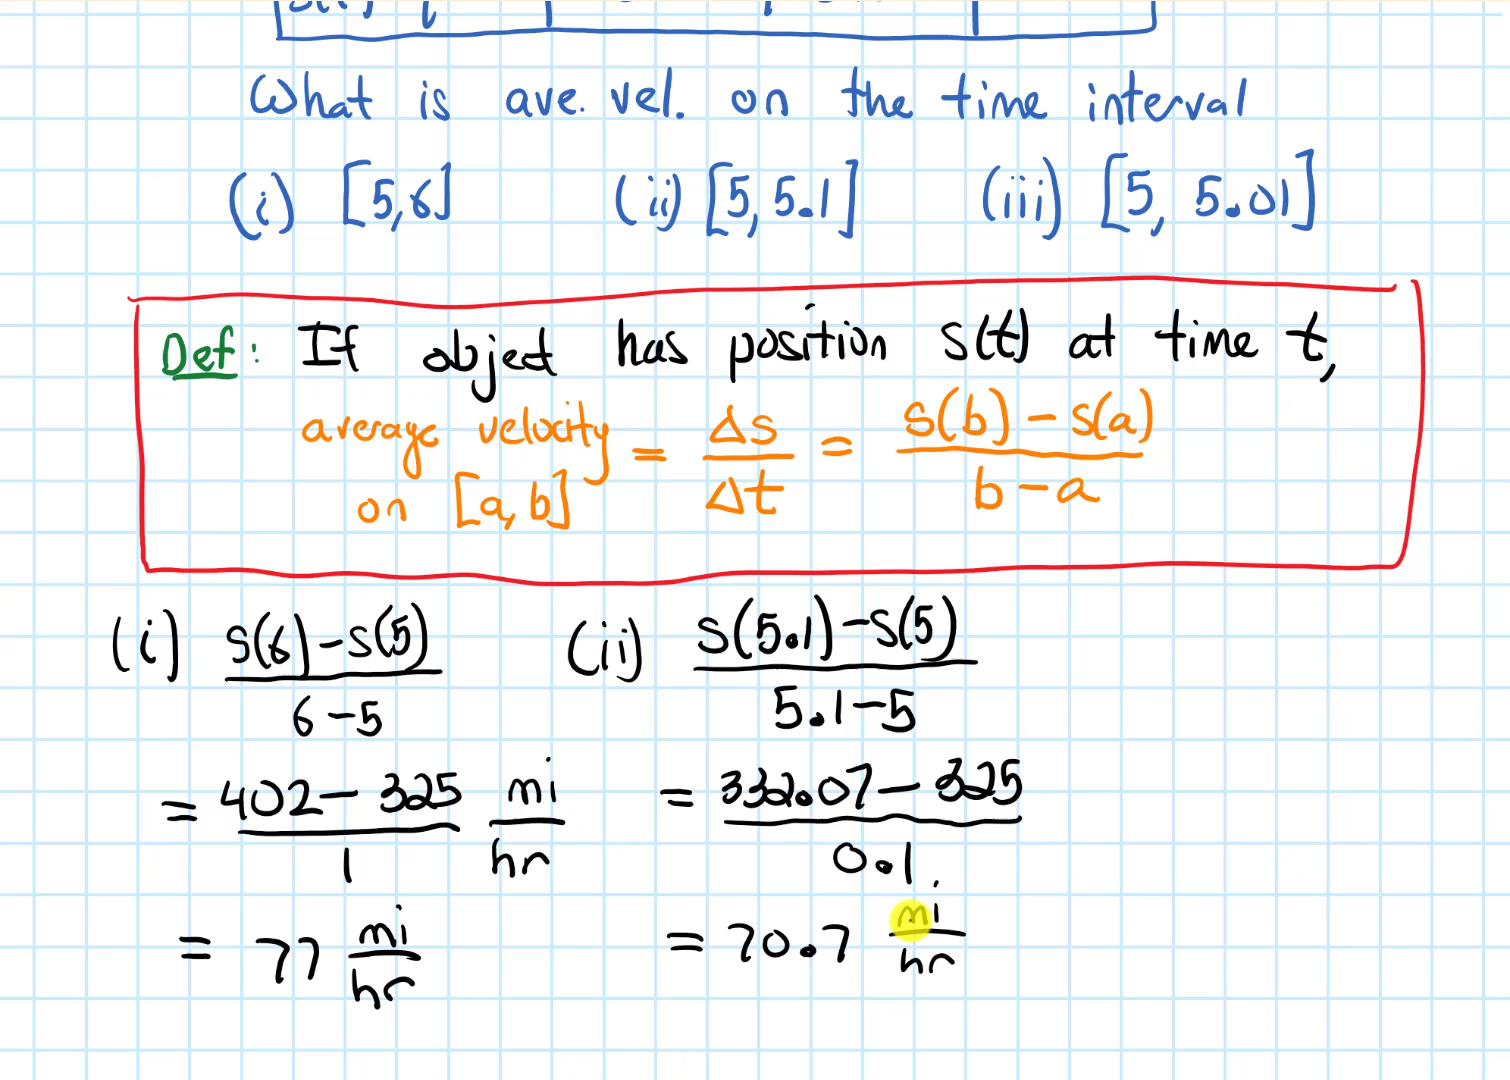 What is ave. vel. on the time interval
(i) [5,6] (ii) [5, 5.1] (iii) [5, 5.01]
Def: If object has position s(t) at time t,
average velocity on [a,b] = Δs/Δt = (s(b) - s(a))/(b - a)
(i) (s(6) - s(5))/(6 - 5) (ii) (s(5.1) - s(5))/(5.1 - 5)
= (402 - 325)/1 mi/hr = (332.07 - 325)/0.1
= 77 mi/hr = 70.7 mi/hr